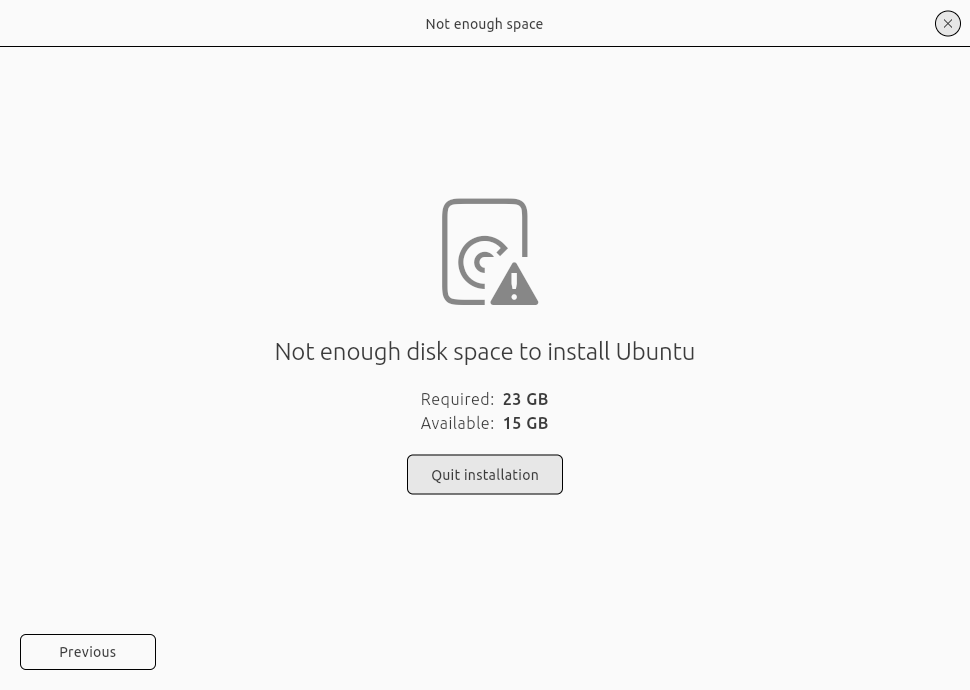 Not enough space
Not enough disk space to install Ubuntu
Required: 23 GB
Available: 15 GB
Quit installation
Previous